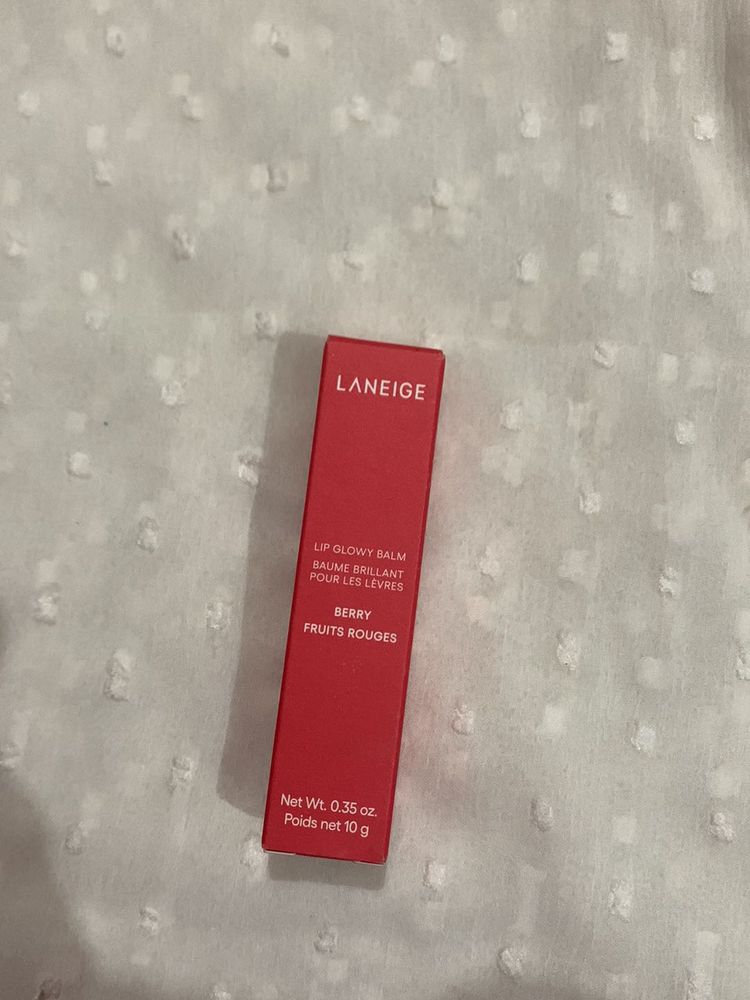 LANEIGE
LIP GLOWY BALM
BAUME BRILLANT
POUR LES LÈVRES
BERRY
FRUITS ROUGES
Net Wt. 0.35 oz.
Poids net 10 g